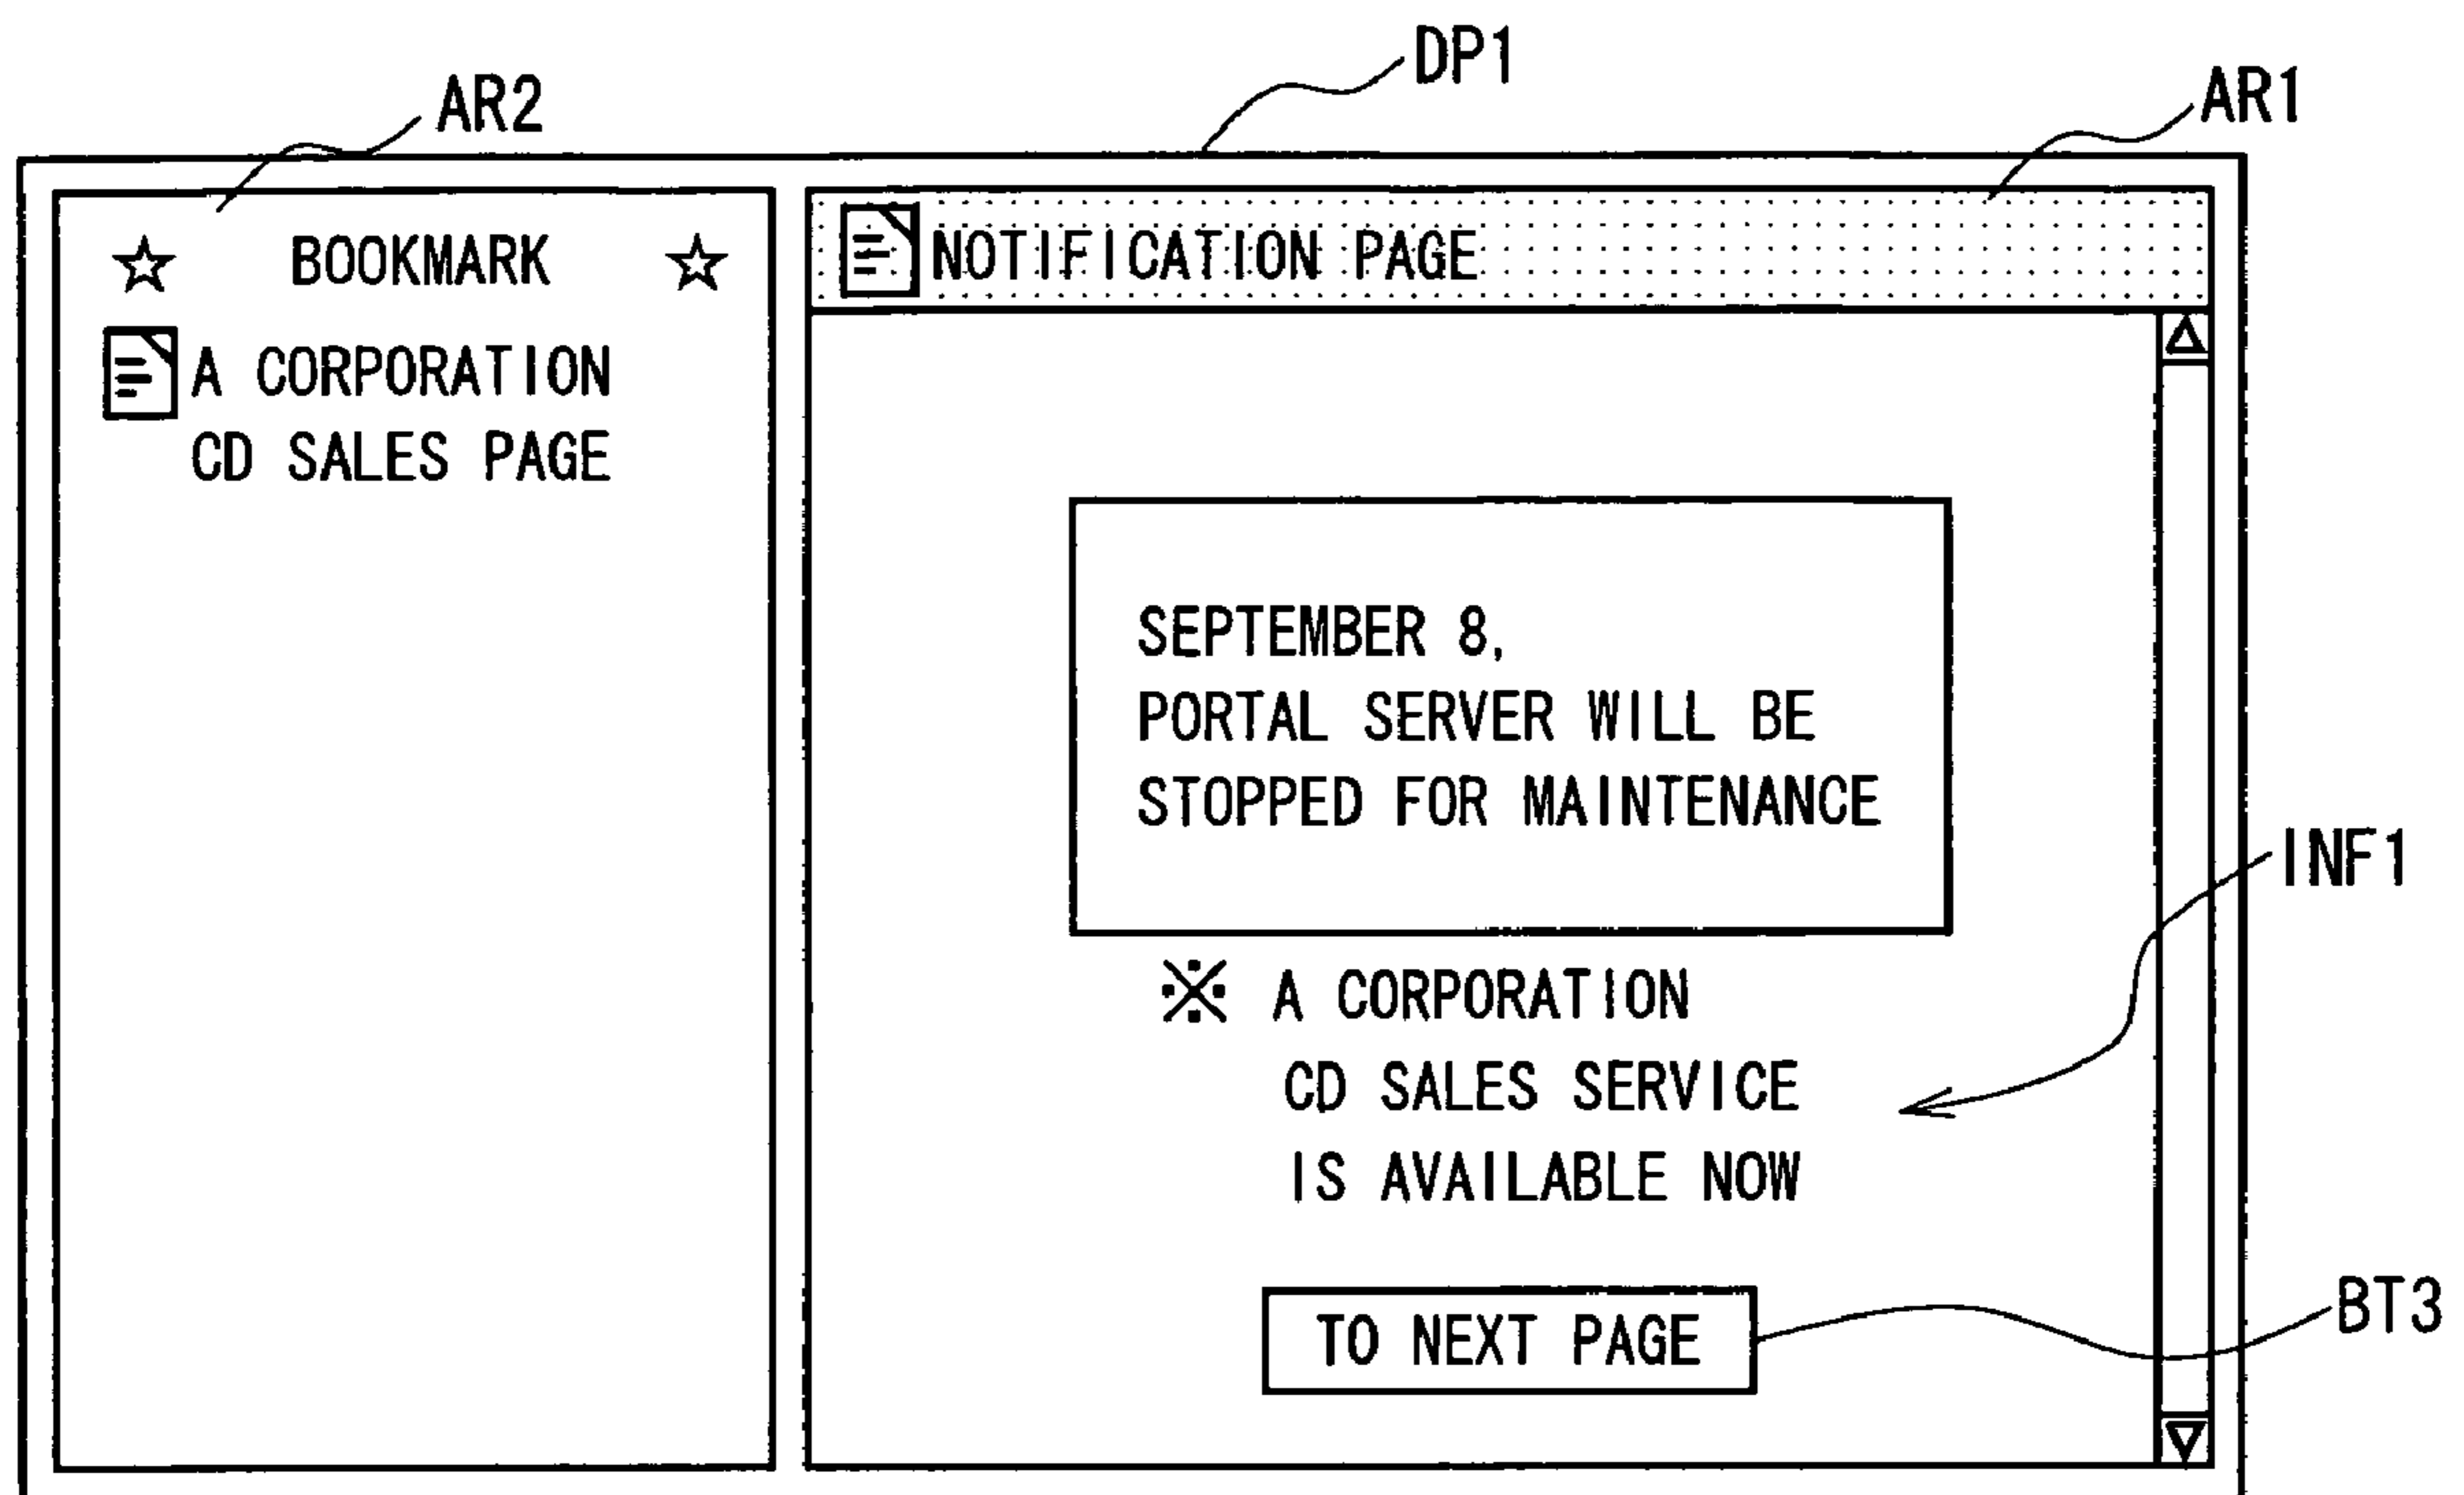 DP1
AR2
AR1
☆ BOOKMARK ☆
A CORPORATION
CD SALES PAGE
NOTIFICATION PAGE
SEPTEMBER 8,
PORTAL SERVER WILL BE
STOPPED FOR MAINTENANCE
INF1
※ A CORPORATION
CD SALES SERVICE
IS AVAILABLE NOW
TO NEXT PAGE
BT3